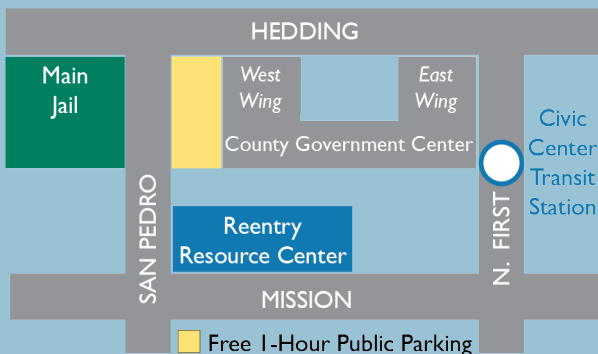 HEDDING
Main
Jail
West
Wing
East
Wing
County Government Center
Civic
Center
Transit
Station
SAN PEDRO
N. FIRST
Reentry
Resource Center
MISSION
Free 1-Hour Public Parking